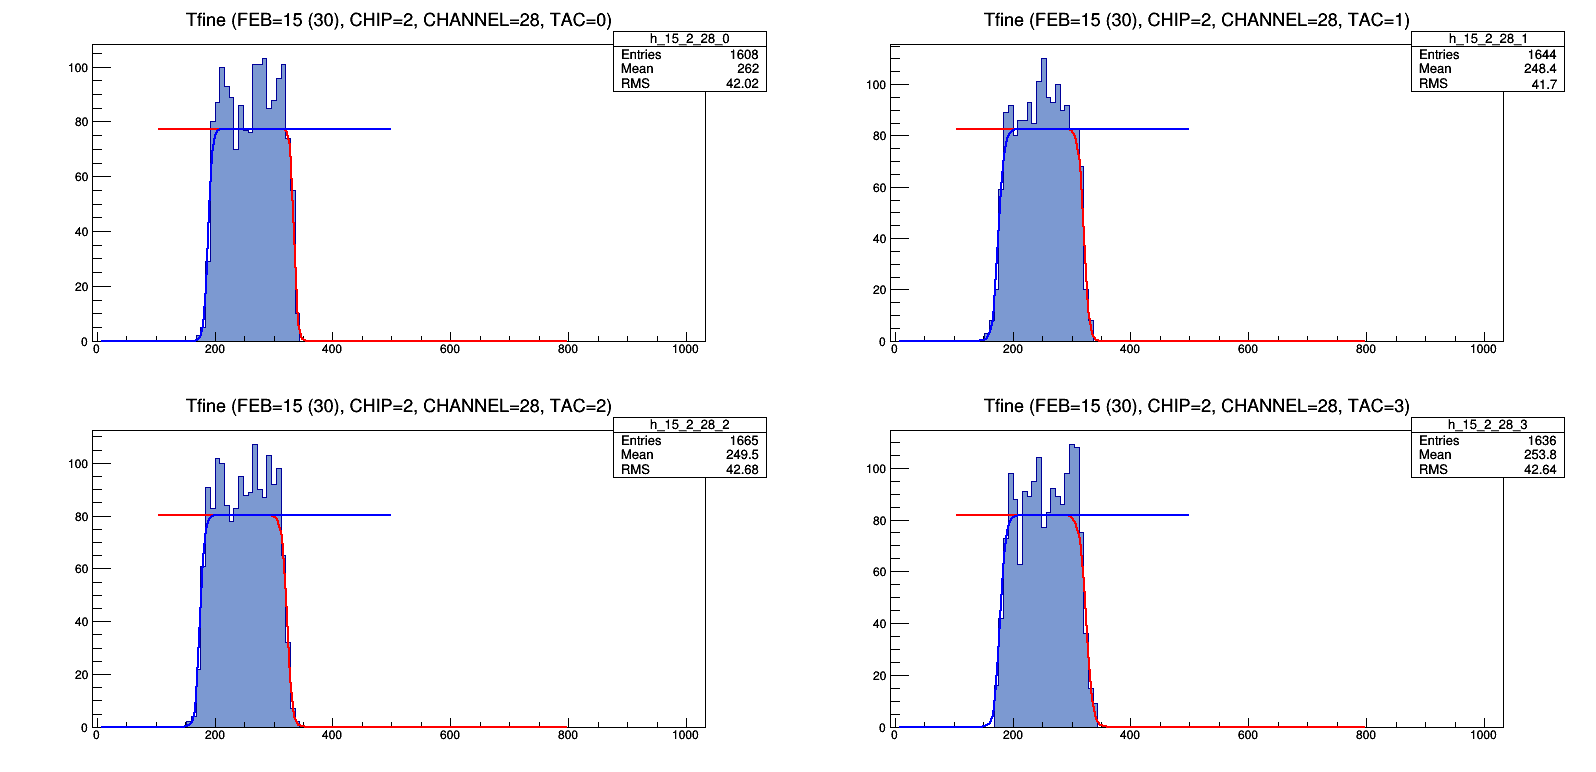 Tfine (FEB=15 (30), CHIP=2, CHANNEL=28, TAC=0)
h_15_2_28_0
Entries 1608
Mean 262
RMS 42.02
100
80
60
40
20
0
0 200 400 600 800 1000
Tfine (FEB=15 (30), CHIP=2, CHANNEL=28, TAC=1)
h_15_2_28_1
Entries 1644
Mean 248.4
RMS 41.7
100
80
60
40
20
0
0 200 400 600 800 1000
Tfine (FEB=15 (30), CHIP=2, CHANNEL=28, TAC=2)
h_15_2_28_2
Entries 1665
Mean 249.5
RMS 42.68
100
80
60
40
20
0
0 200 400 600 800 1000
Tfine (FEB=15 (30), CHIP=2, CHANNEL=28, TAC=3)
h_15_2_28_3
Entries 1636
Mean 253.8
RMS 42.64
100
80
60
40
20
0
0 200 400 600 800 1000